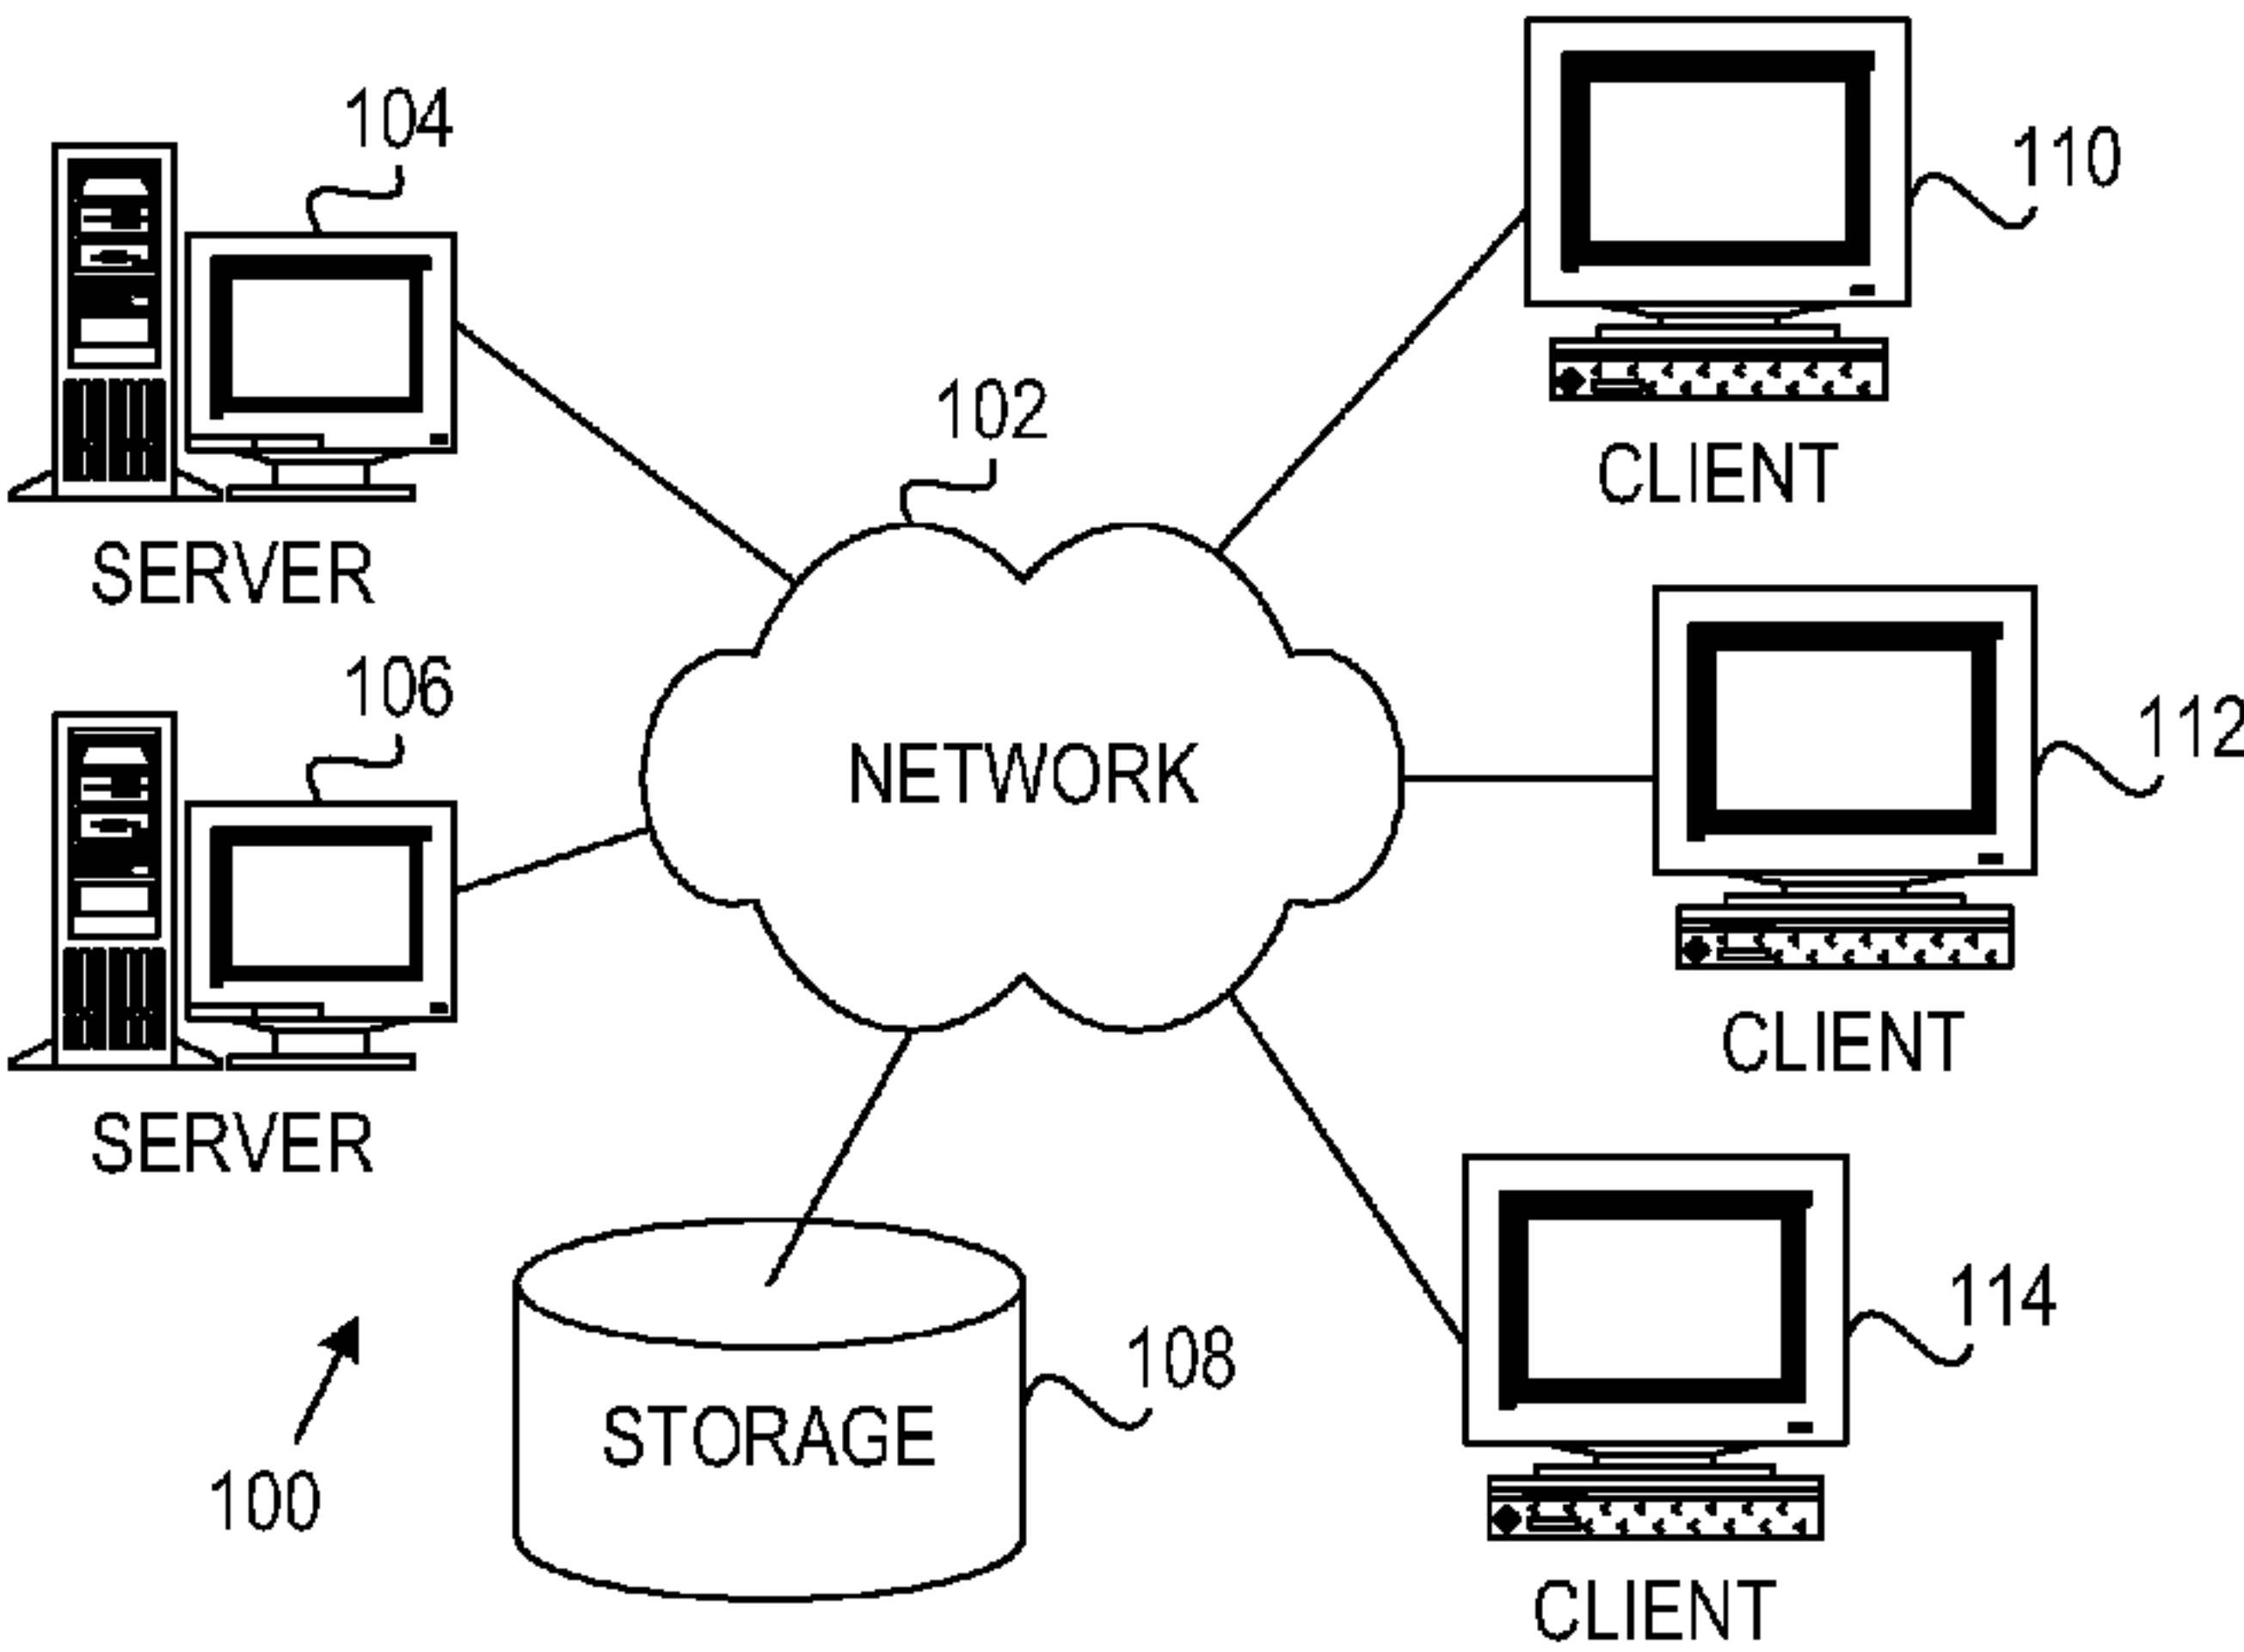 104
110
SERVER
102
CLIENT
106
NETWORK
112
SERVER
CLIENT
108
114
STORAGE
100
CLIENT